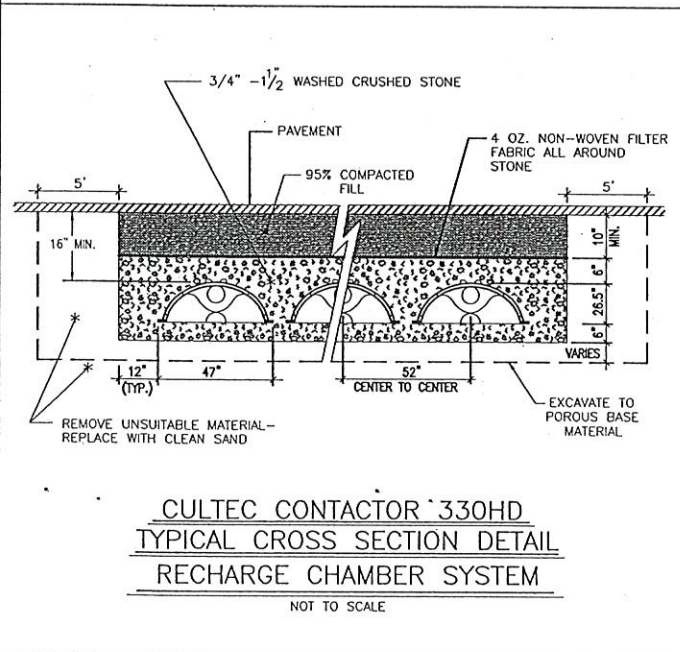 3/4" -1 1/2" WASHED CRUSHED STONE
PAVEMENT
4 OZ. NON-WOVEN FILTER
FABRIC ALL AROUND
STONE
95% COMPACTED
FILL
5'
5'
16" MIN.
10"
MIN.
6"
26.5"
6"
VARIES
12"
(TYP.)
47"
52"
CENTER TO CENTER
REMOVE UNSUITABLE MATERIAL-
REPLACE WITH CLEAN SAND
EXCAVATE TO
POROUS BASE
MATERIAL
CULTEC CONTACTOR 330HD
TYPICAL CROSS SECTION DETAIL
RECHARGE CHAMBER SYSTEM
NOT TO SCALE